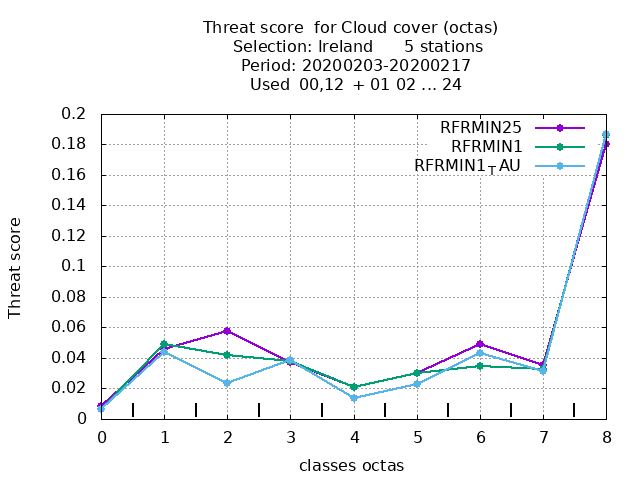 Threat score  for Cloud cover (octas)
Selection: Ireland      5 stations
Period: 20200203-20200217
Used  00,12  + 01 02 ... 24
0.2
0.18
0.16
0.14
0.12
0.1
0.08
0.06
0.04
0.02
0
Threat score
RFRMIN25
RFRMIN1
RFRMIN1TAU
0 1 2 3 4 5 6 7 8
classes octas